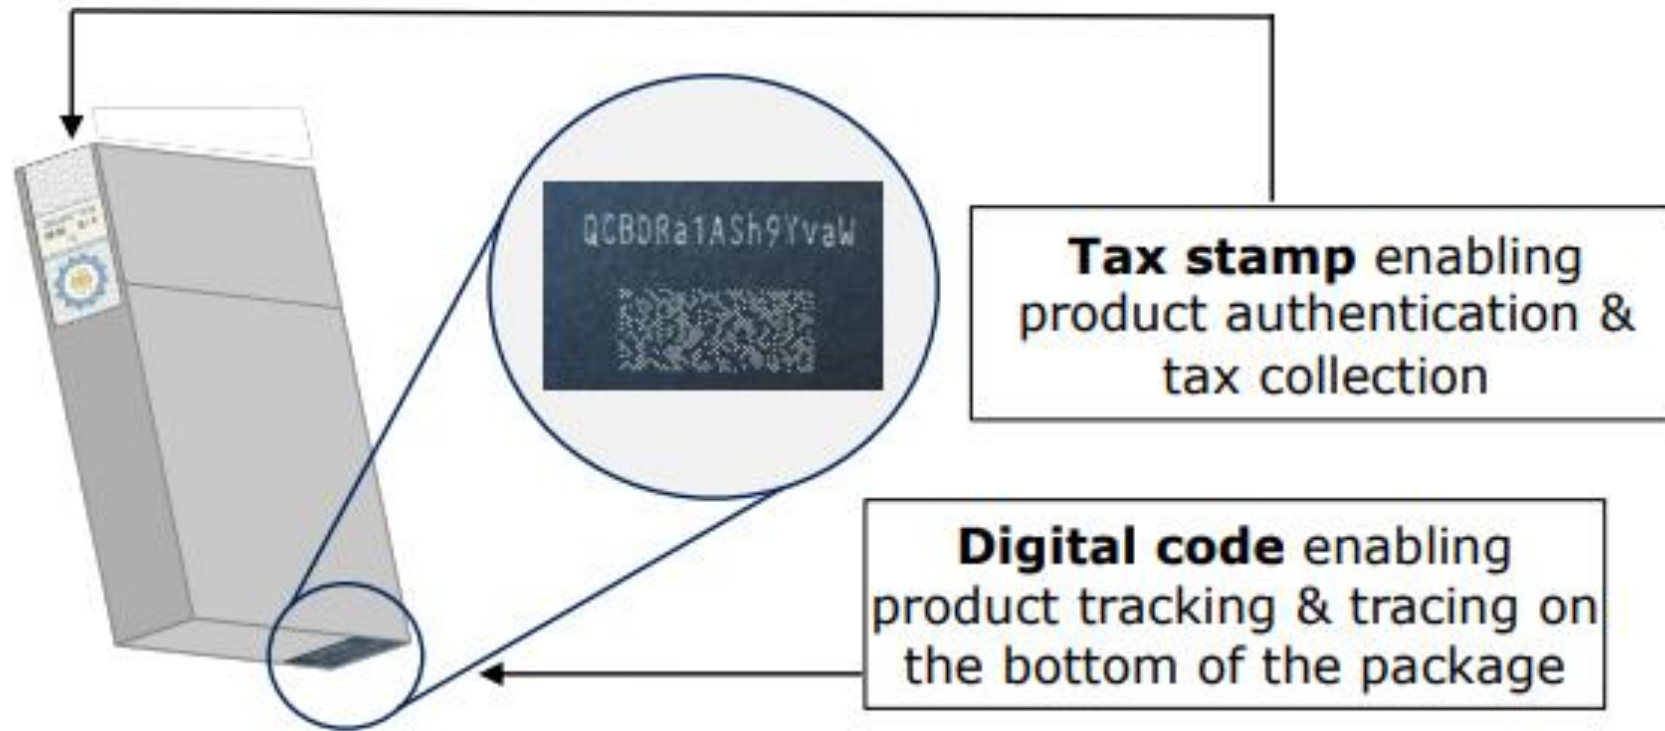 QCBDRa1ASh9YvaW
Tax stamp enabling
product authentication &
tax collection
Digital code enabling
product tracking & tracing on
the bottom of the package